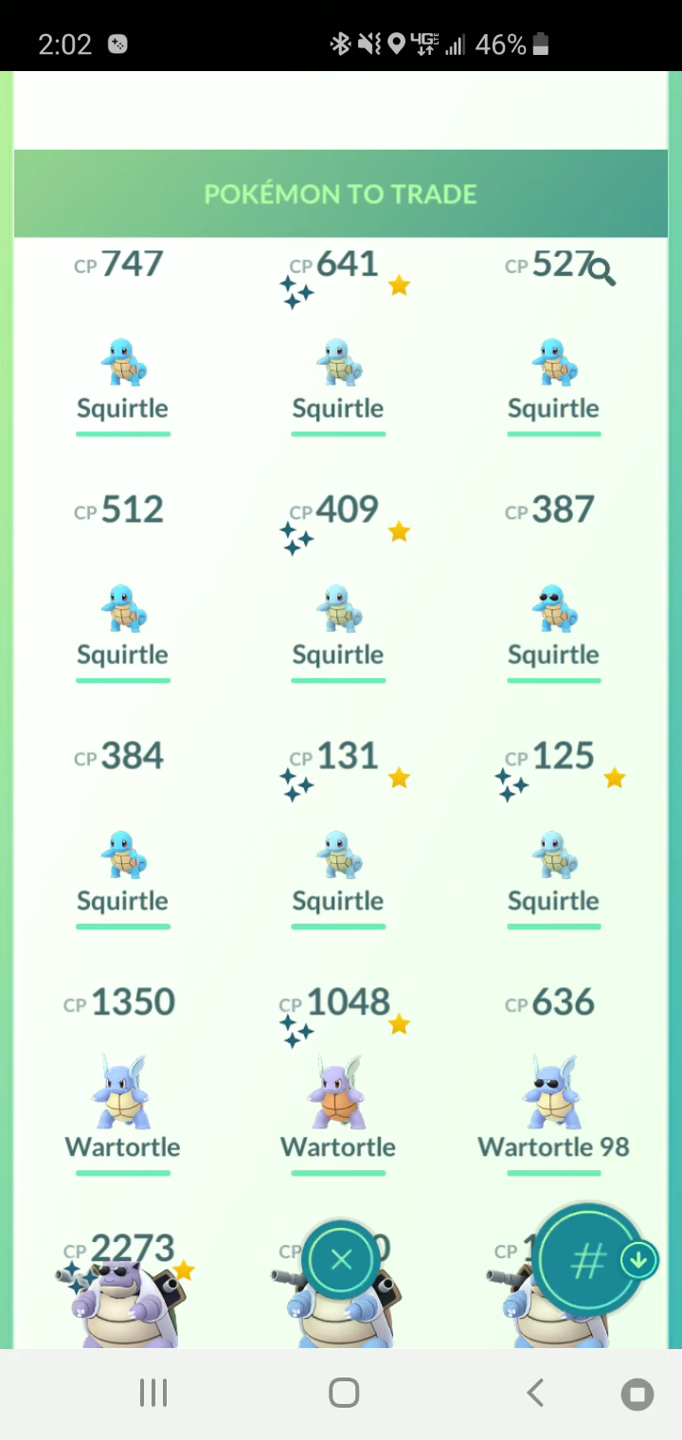 2:02 4G LTE 46%
POKÉMON TO TRADE
CP 747 CP 641 CP 527
Squirtle Squirtle Squirtle
CP 512 CP 409 CP 387
Squirtle Squirtle Squirtle
CP 384 CP 131 CP 125
Squirtle Squirtle Squirtle
CP 1350 CP 1048 CP 636
Wartortle Wartortle Wartortle 98
CP 2273 CP CP
#